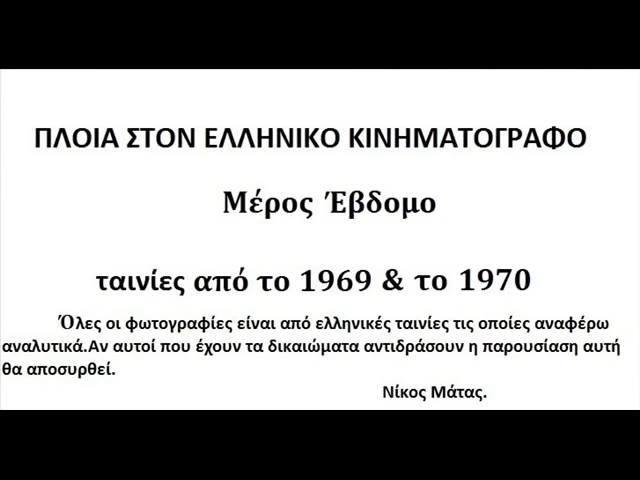 ΠΛΟΙΑ ΣΤΟΝ ΕΛΛΗΝΙΚΟ ΚΙΝΗΜΑΤΟΓΡΑΦΟ
Μέρος Έβδομο
ταινίες από το 1969 & το 1970
Όλες οι φωτογραφίες είναι από ελληνικές ταινίες τις οποίες αναφέρω
αναλυτικά.Αν αυτοί που έχουν τα δικαιώματα αντιδράσουν η παρουσίαση αυτή
θα αποσυρθεί.
Νίκος Μάτας.